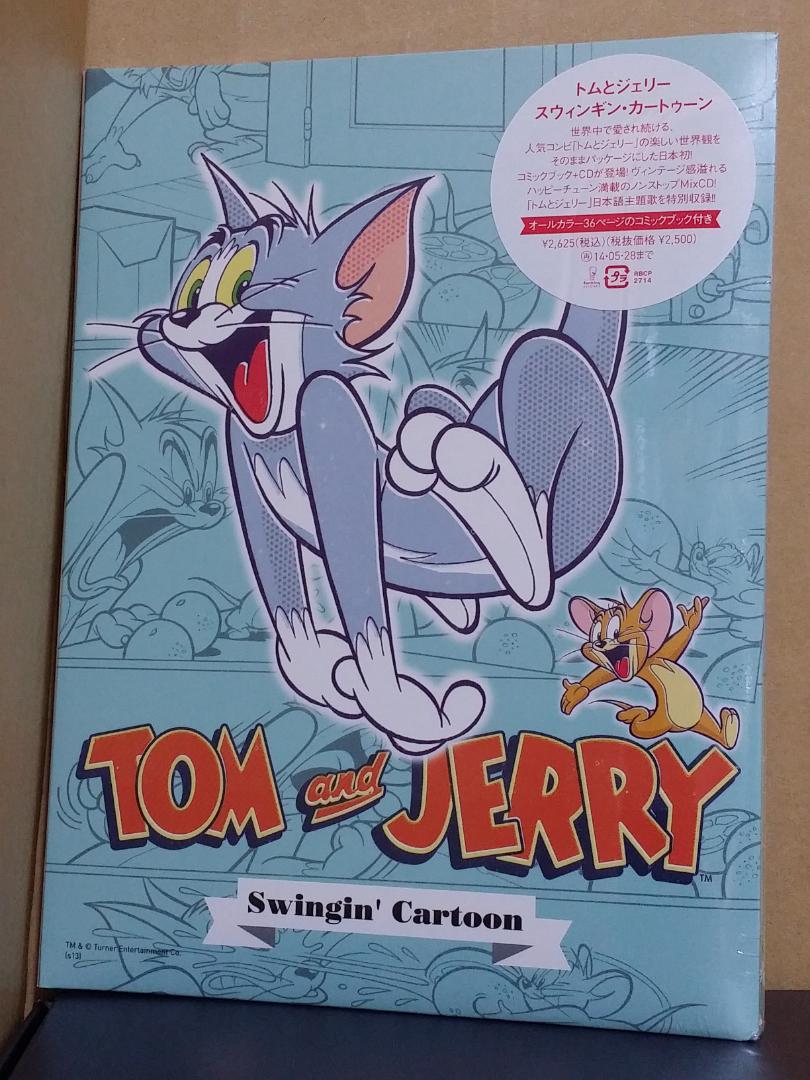 トムとジェリー
スウィンギン・カートゥーン
世界中で愛され続ける、
人気コンビ「トムとジェリー」の楽しい世界観を
そのままパッケージにした日本初!
コミックブック+CDが登場! ヴィンテージ感溢れる
ハッピーチューン満載のノンストップMixCD!
「トムとジェリー」日本語主題歌を特別収録!!
オールカラー36ページのコミックブック付き
¥2,625(税込)(税抜価格 ¥2,500)
再14・05・28まで
プラ
RBCP
2714
TOM and JERRY
TM
Swingin' Cartoon
TM & © Turner Entertainment Co.
(s13)